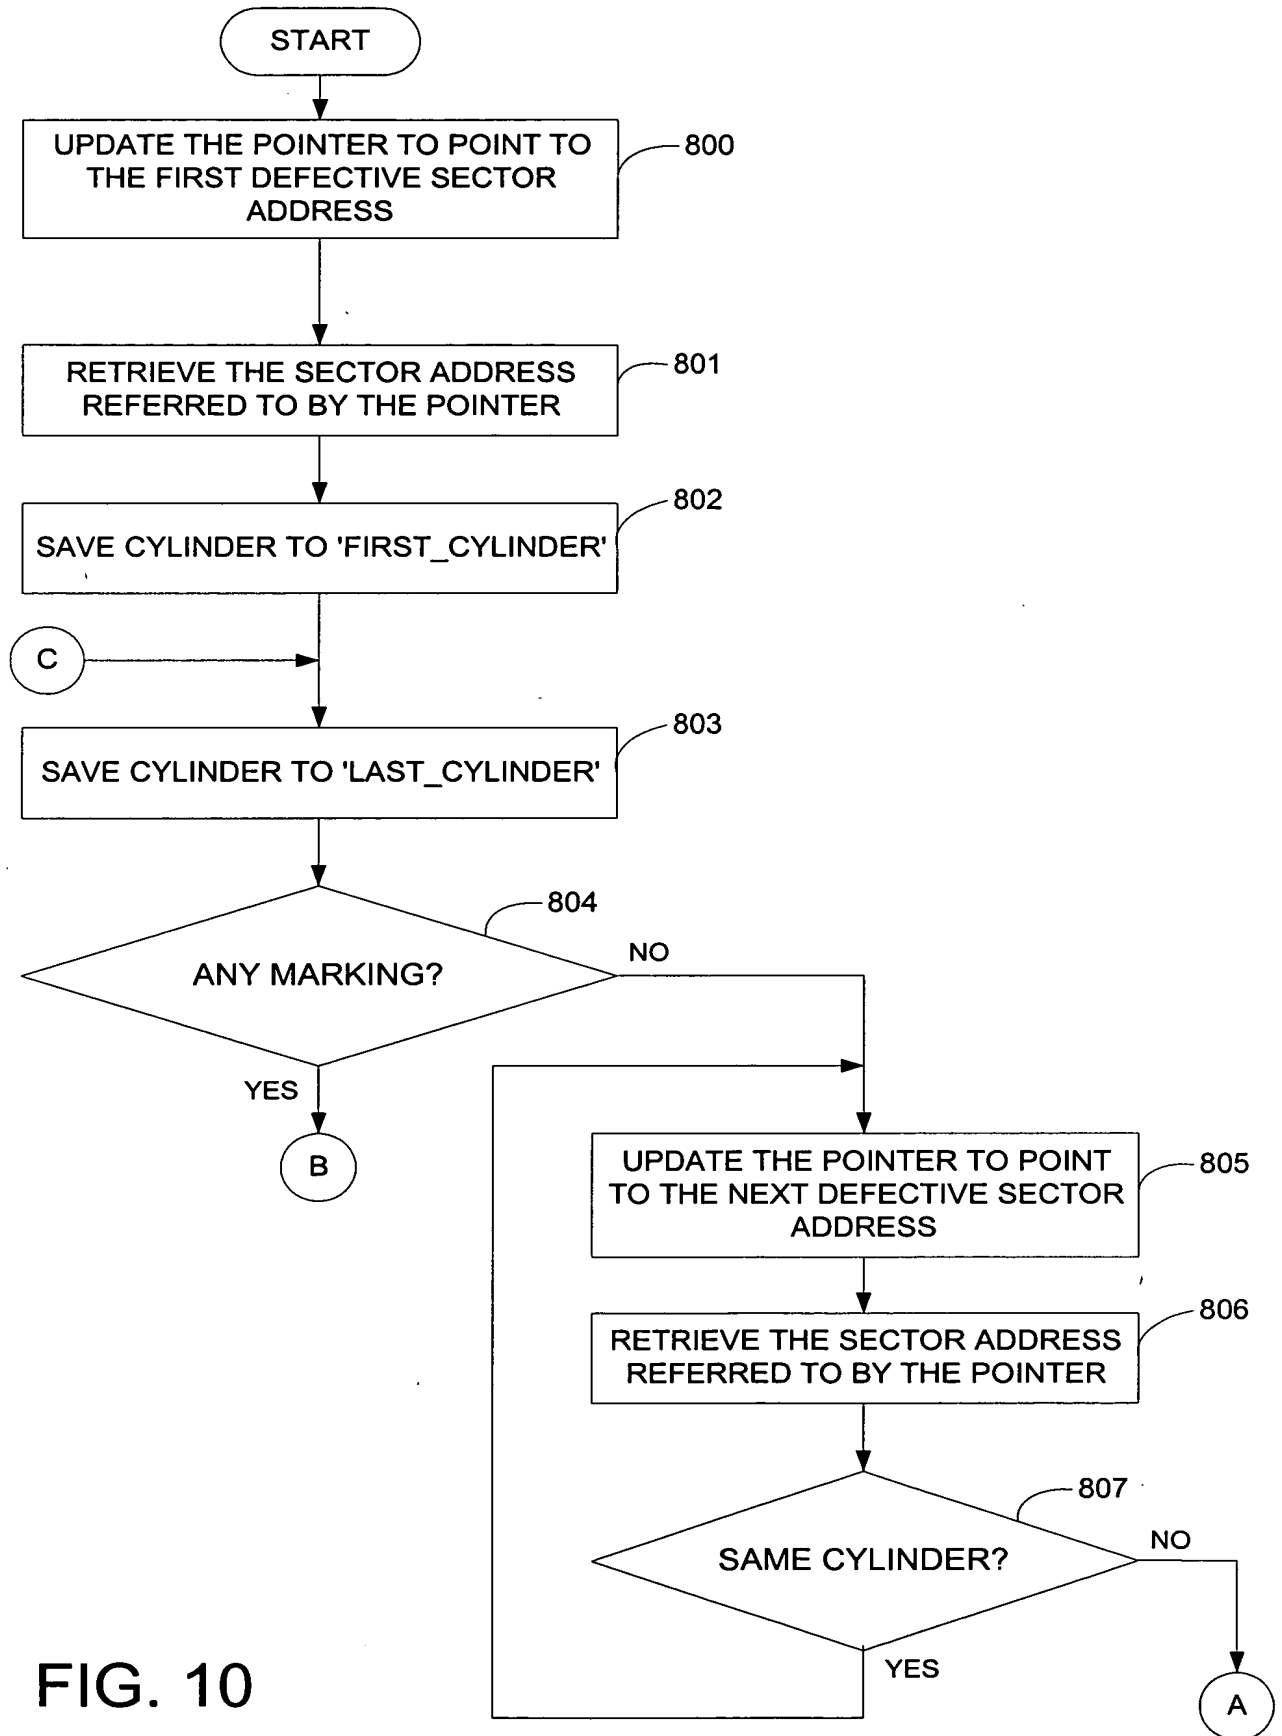 START
UPDATE THE POINTER TO POINT TO
THE FIRST DEFECTIVE SECTOR
ADDRESS
800
RETRIEVE THE SECTOR ADDRESS
REFERRED TO BY THE POINTER
801
802
SAVE CYLINDER TO 'FIRST_CYLINDER'
C
803
SAVE CYLINDER TO 'LAST_CYLINDER'
804
ANY MARKING?
NO
YES
B
UPDATE THE POINTER TO POINT
TO THE NEXT DEFECTIVE SECTOR
ADDRESS
805
806
RETRIEVE THE SECTOR ADDRESS
REFERRED TO BY THE POINTER
807
SAME CYLINDER?
NO
YES
A
FIG. 10